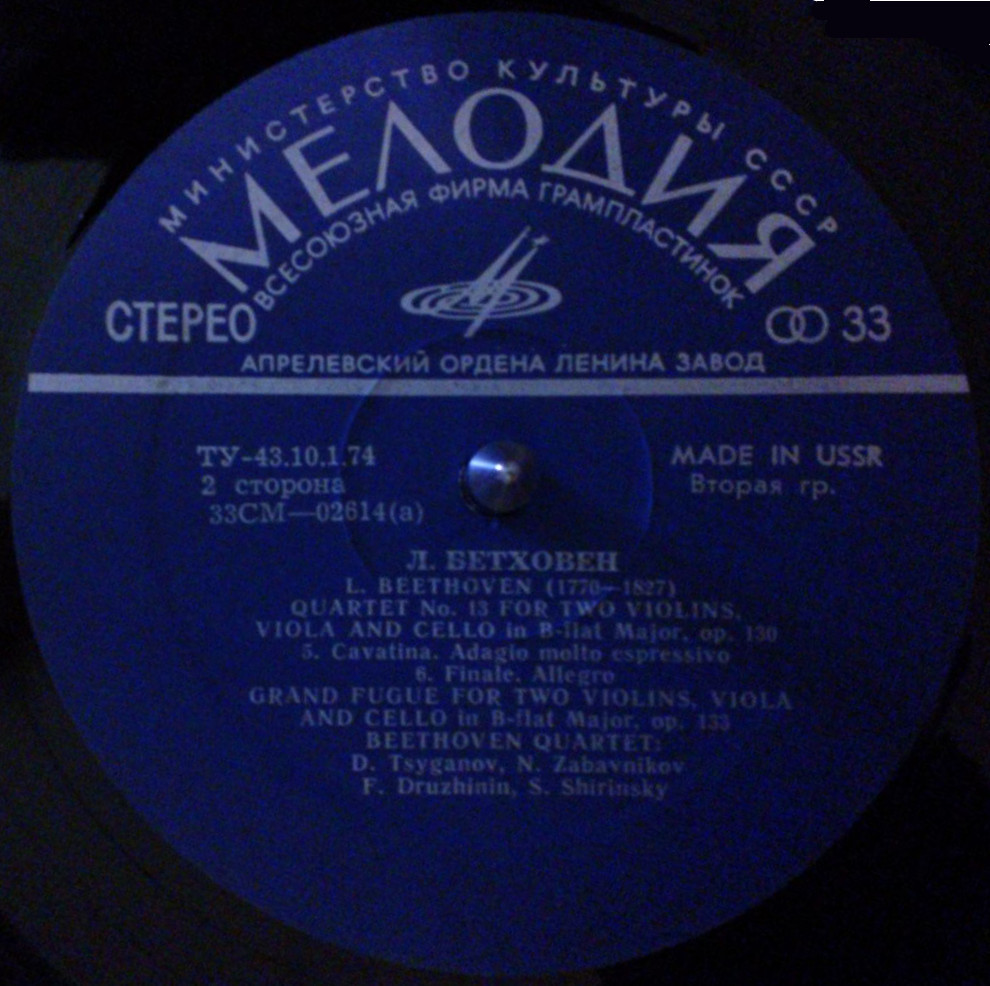 МИНИСТЕРСТВО КУЛЬТУРЫ СССР
МЕЛОДИЯ
ВСЕСОЮЗНАЯ ФИРМА ГРАМПЛАСТИНОК
СТЕРЕО
33
АПРЕЛЕВСКИЙ ОРДЕНА ЛЕНИНА ЗАВОД
ТУ-43.10.1.74
MADE IN USSR
2 сторона
Вторая гр.
33СМ—02614(а)
Л. БЕТХОВЕН
L. BEETHOVEN (1770—1827)
QUARTET No. 13 FOR TWO VIOLINS,
VIOLA AND CELLO in B-flat Major, op. 130
5. Cavatina. Adagio molto espressivo
6. Finale. Allegro
GRAND FUGUE FOR TWO VIOLINS, VIOLA
AND CELLO in B-flat Major, op. 133
BEETHOVEN QUARTET:
D. Tsyganov, N. Zabavnikov
F. Druzhinin, S. Shirinsky